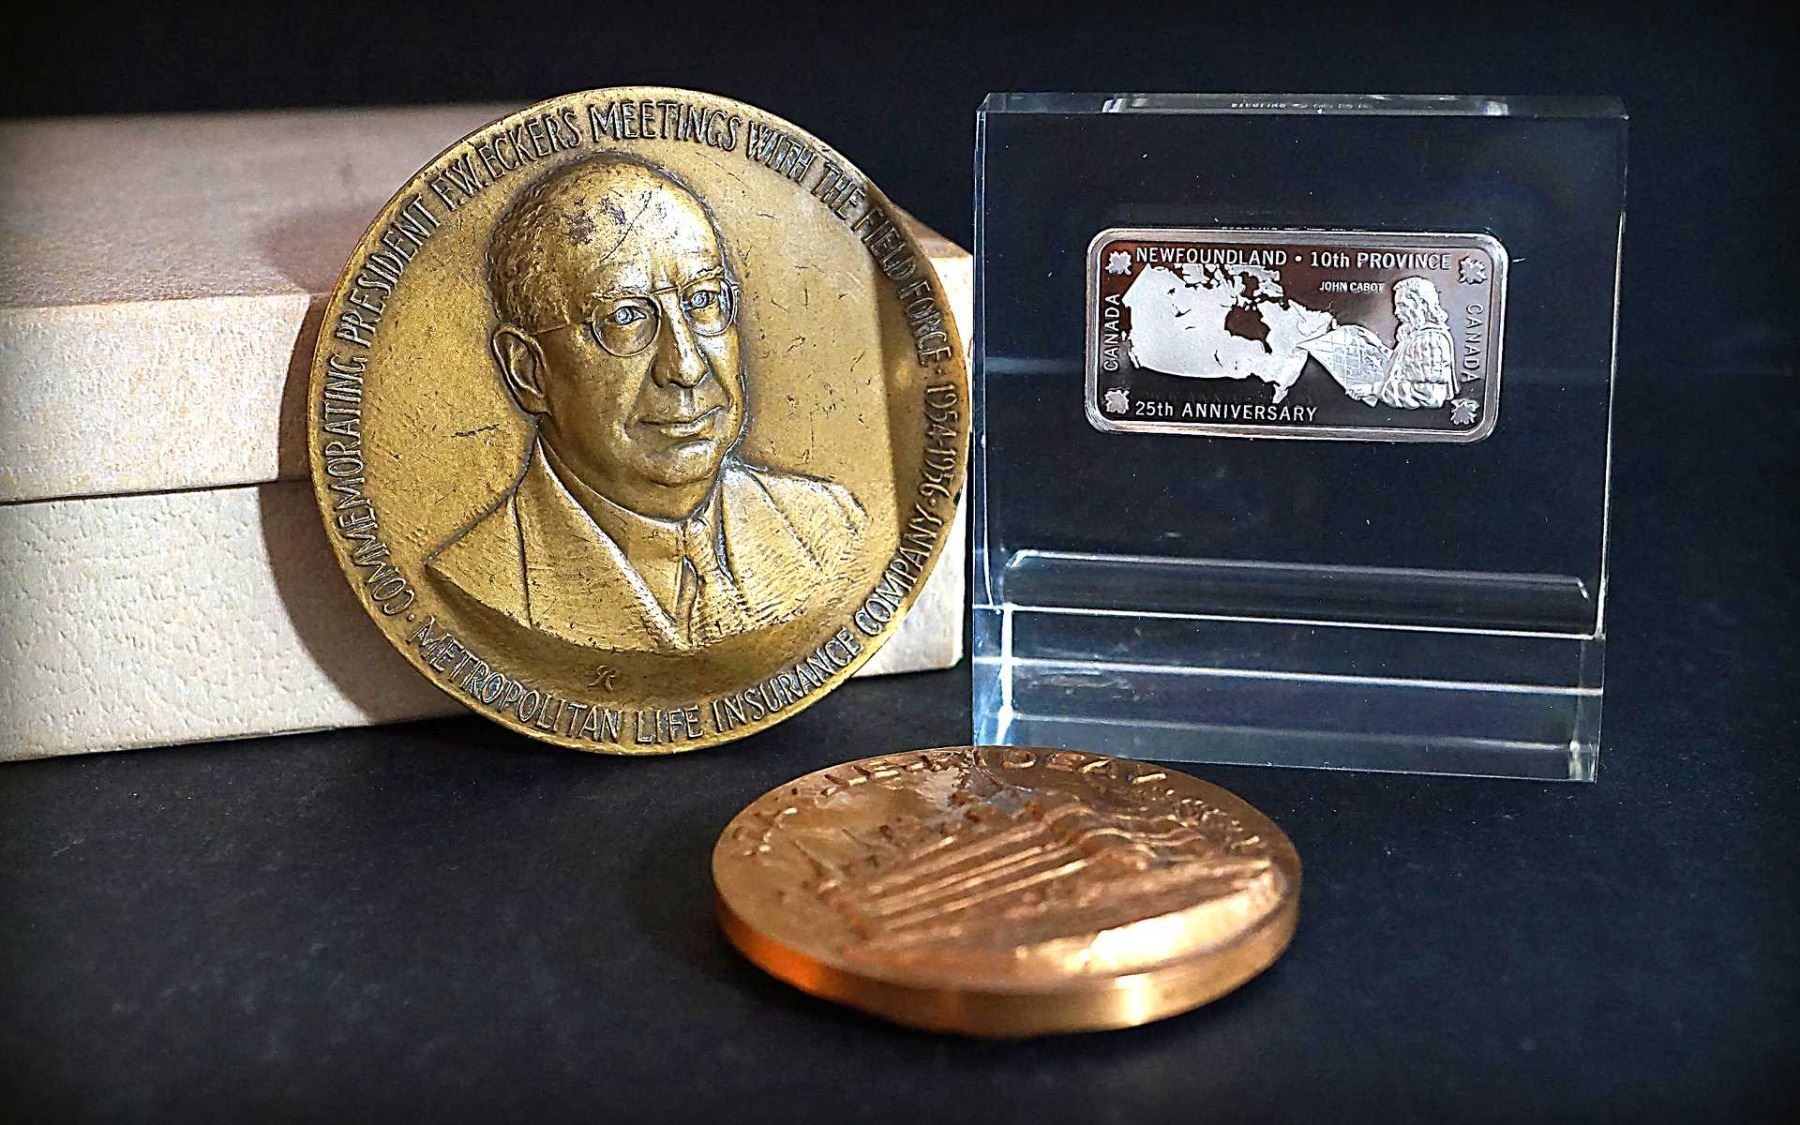 COMMEMORATING PRESIDENT F.W. ECKER'S MEETINGS WITH THE FIELD FORCE · 1954-1956 ·
METROPOLITAN LIFE INSURANCE COMPANY
NEWFOUNDLAND · 10th PROVINCE
JOHN CABOT
CANADA
CANADA
25th ANNIVERSARY